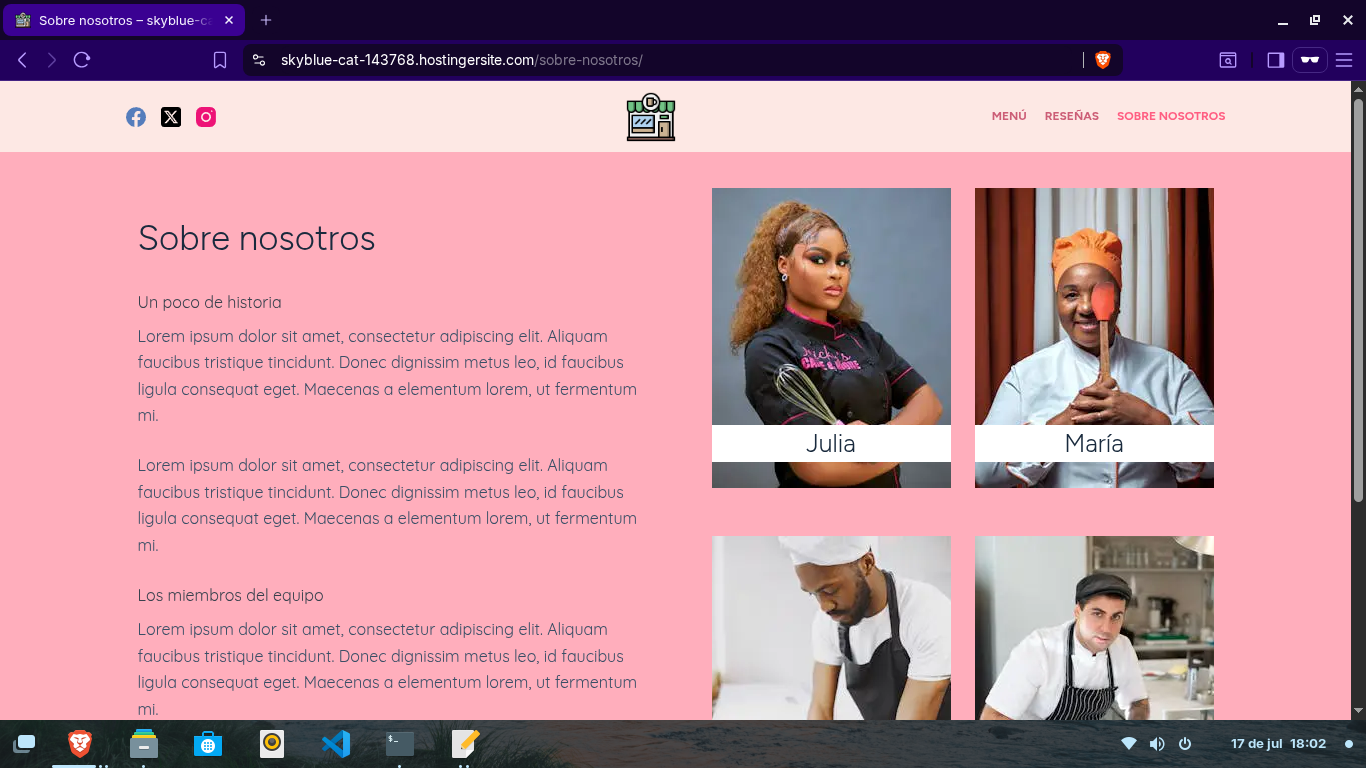 Sobre nosotros – skyblue-ca
skyblue-cat-143768.hostingersite.com/sobre-nosotros/
MENÚ RESEÑAS SOBRE NOSOTROS
Sobre nosotros
Un poco de historia
Lorem ipsum dolor sit amet, consectetur adipiscing elit. Aliquam
faucibus tristique tincidunt. Donec dignissim metus leo, id faucibus
ligula consequat eget. Maecenas a elementum lorem, ut fermentum
mi.
Lorem ipsum dolor sit amet, consectetur adipiscing elit. Aliquam
faucibus tristique tincidunt. Donec dignissim metus leo, id faucibus
ligula consequat eget. Maecenas a elementum lorem, ut fermentum
mi.
Los miembros del equipo
Lorem ipsum dolor sit amet, consectetur adipiscing elit. Aliquam
faucibus tristique tincidunt. Donec dignissim metus leo, id faucibus
ligula consequat eget. Maecenas a elementum lorem, ut fermentum
mi.
Julia
María
17 de jul 18:02